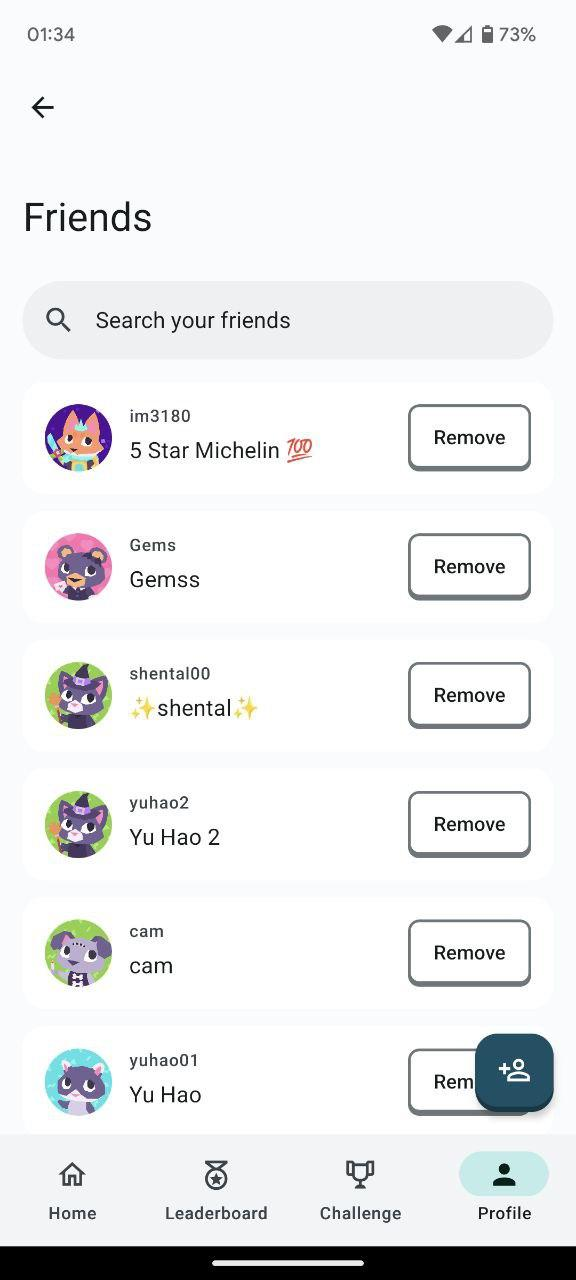 01:34
73%
Friends
Search your friends
im3180
5 Star Michelin 💯
Remove
Gems
Gemss
Remove
shental00
✨shental✨
Remove
yuhao2
Yu Hao 2
Remove
cam
cam
Remove
yuhao01
Yu Hao
Rem
Home
Leaderboard
Challenge
Profile